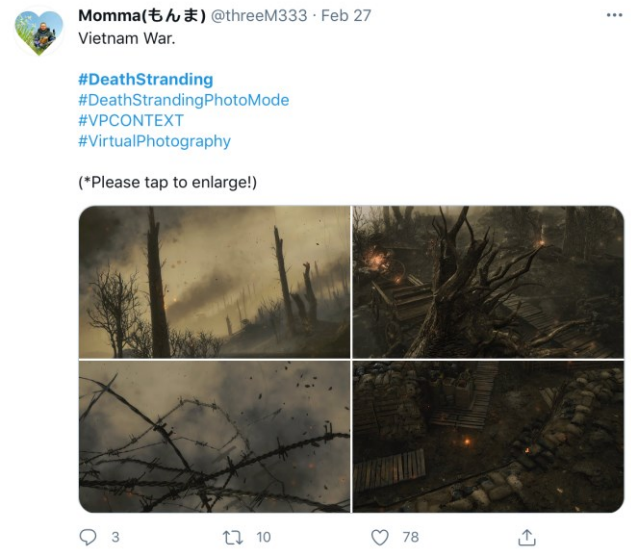 Momma(もんま) @threeM333 · Feb 27
Vietnam War.
#DeathStranding
#DeathStrandingPhotoMode
#VPCONTEXT
#VirtualPhotography
(*Please tap to enlarge!)
3 10 78